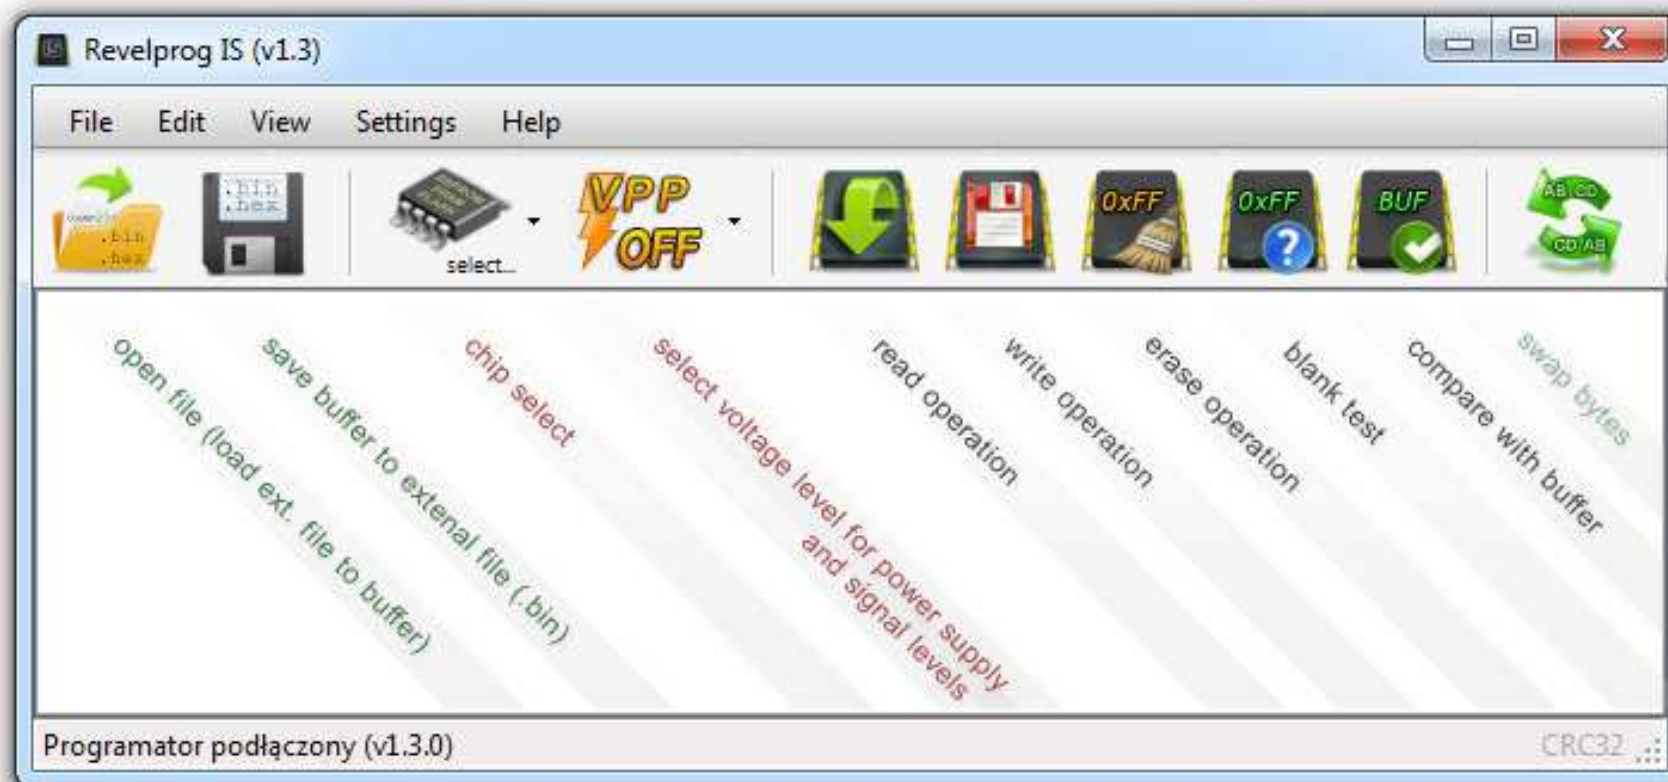 Revelprog IS (v1.3)
File Edit View Settings Help
.bin
.hex
.bin
.hex
select...
VPP
OFF
0xFF
0xFF
BUF
AB CD
CD AB
open file (load ext. file to buffer)
save buffer to extenal file (.bin)
chip select
select voltage level for power supply
and signal levels
read operation
write operation
erase operation
blank test
compare with buffer
swap bytes
Programator podłączony (v1.3.0)
CRC32